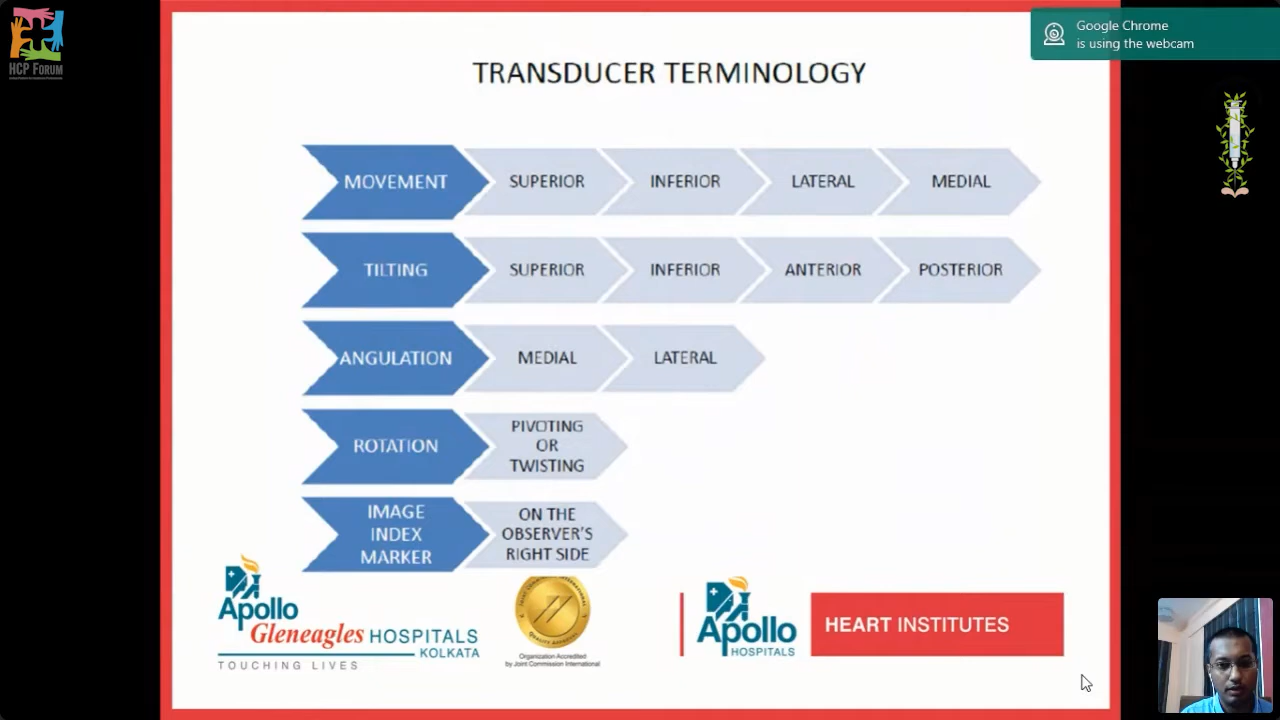 HCP FORUM
Google Chrome
is using the webcam
TRANSDUCER TERMINOLOGY
MOVEMENT
SUPERIOR
INFERIOR
LATERAL
MEDIAL
TILTING
SUPERIOR
INFERIOR
ANTERIOR
POSTERIOR
ANGULATION
MEDIAL
LATERAL
ROTATION
PIVOTING
OR
TWISTING
IMAGE
INDEX
MARKER
ON THE
OBSERVER'S
RIGHT SIDE
Apollo
Gleneagles HOSPITALS
KOLKATA
TOUCHING LIVES
Organization Accredited
by Joint Commission International
Apollo
HOSPITALS
HEART INSTITUTES